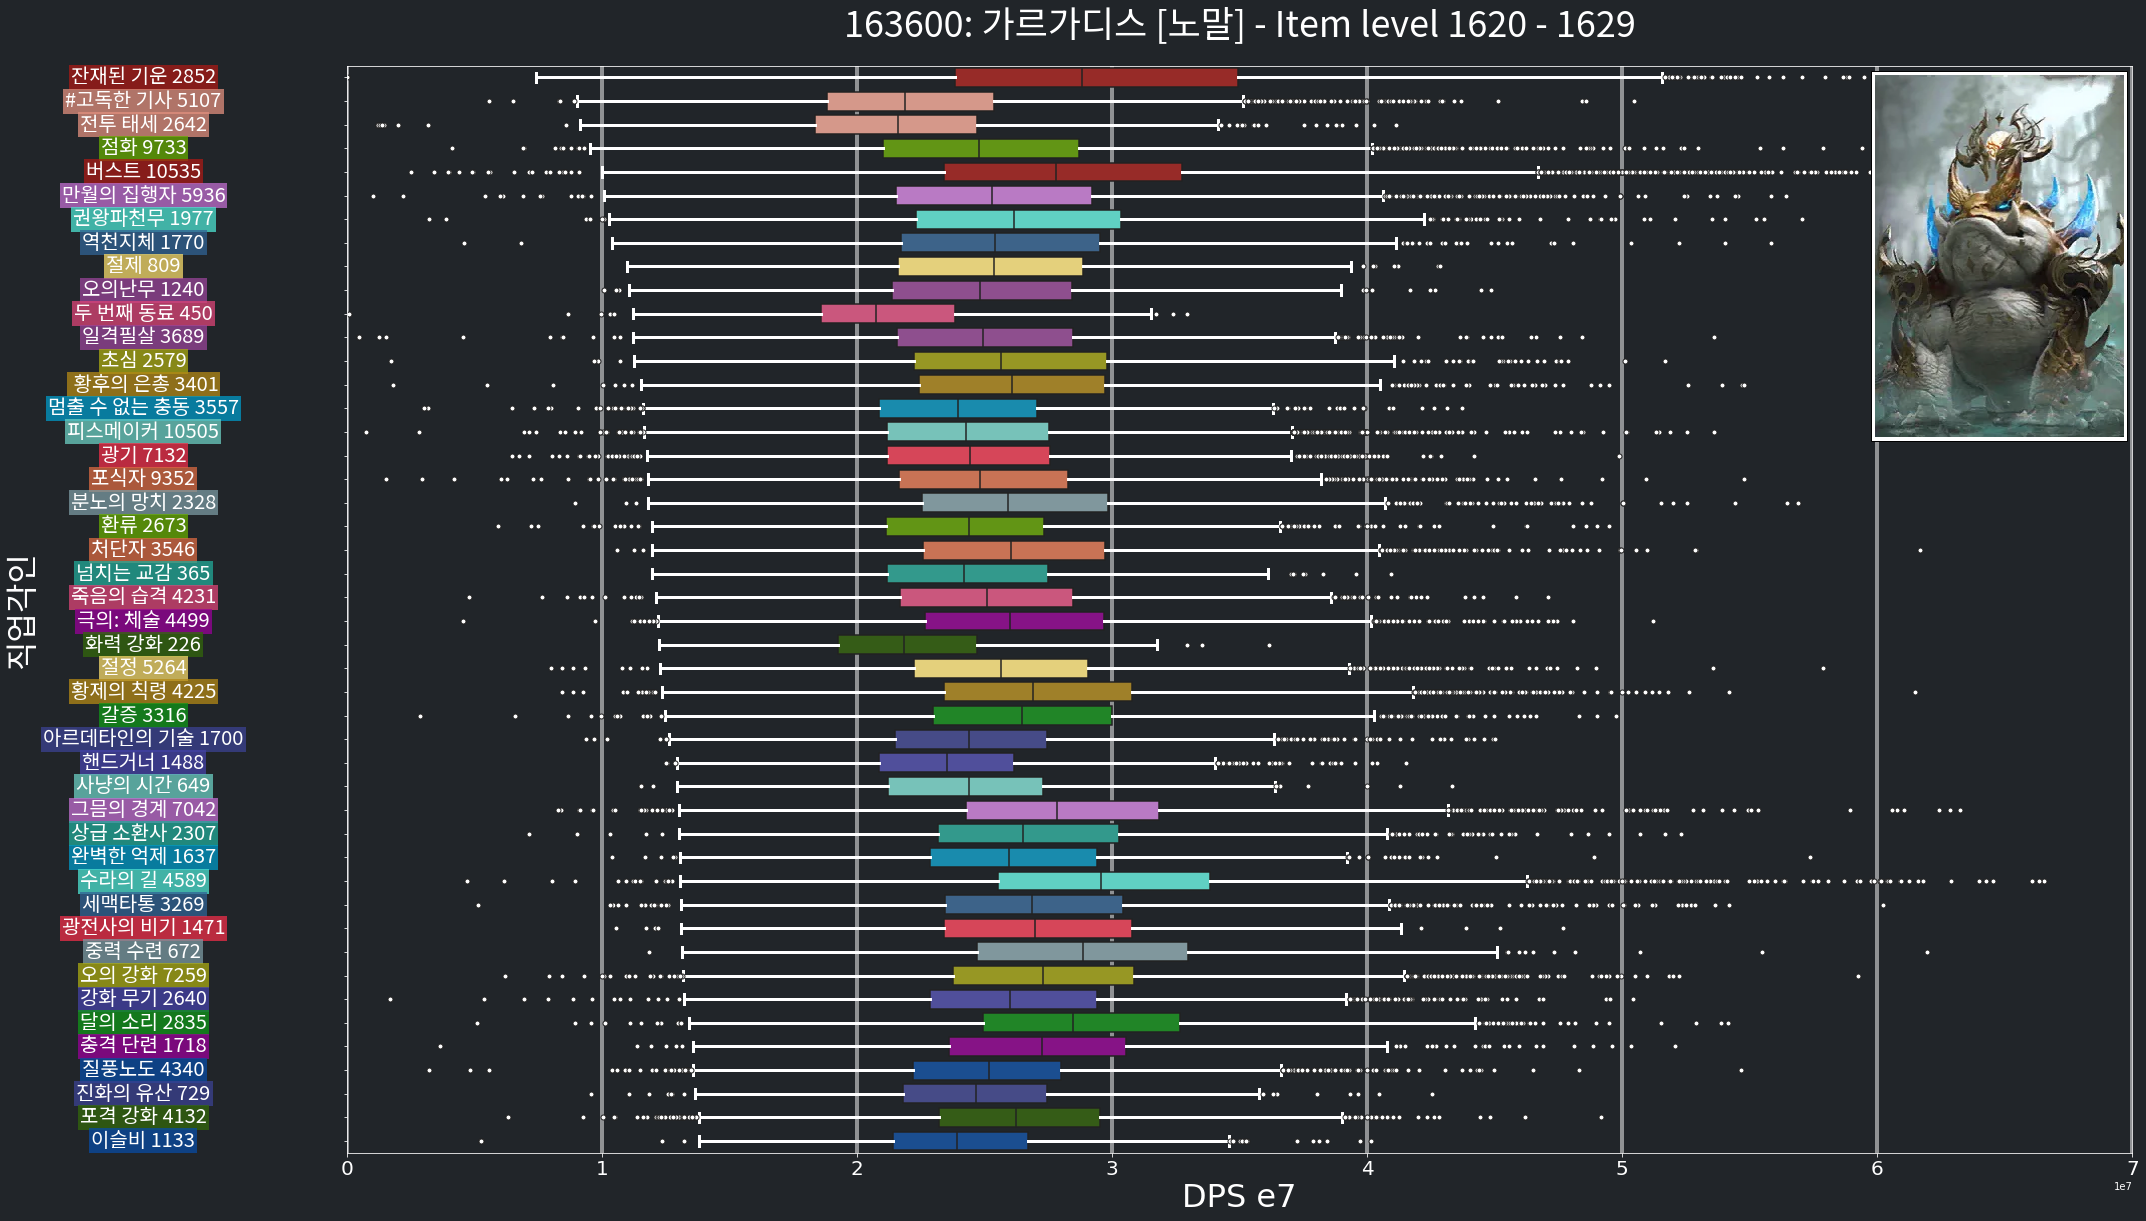 163600: 가르가디스 [노말] - Item level 1620 - 1629
직업각인
잔재된 기운 2852
#고독한 기사 5107
전투 태세 2642
점화 9733
버스트 10535
만월의 집행자 5936
권왕파천무 1977
역천지체 1770
절제 809
오의난무 1240
두 번째 동료 450
일격필살 3689
초심 2579
황후의 은총 3401
멈출 수 없는 충동 3557
피스메이커 10505
광기 7132
포식자 9352
분노의 망치 2328
환류 2673
처단자 3546
넘치는 교감 365
죽음의 습격 4231
극의: 체술 4499
화력 강화 226
절정 5264
황제의 칙령 4225
갈증 3316
아르데타인의 기술 1700
핸드거너 1488
사냥의 시간 649
그믐의 경계 7042
상급 소환사 2307
완벽한 억제 1637
수라의 길 4589
세맥타통 3269
광전사의 비기 1471
중력 수련 672
오의 강화 7259
강화 무기 2640
달의 소리 2835
충격 단련 1718
질풍노도 4340
진화의 유산 729
포격 강화 4132
이슬비 1133
0 1 2 3 4 5 6 7
DPS e7
1e7